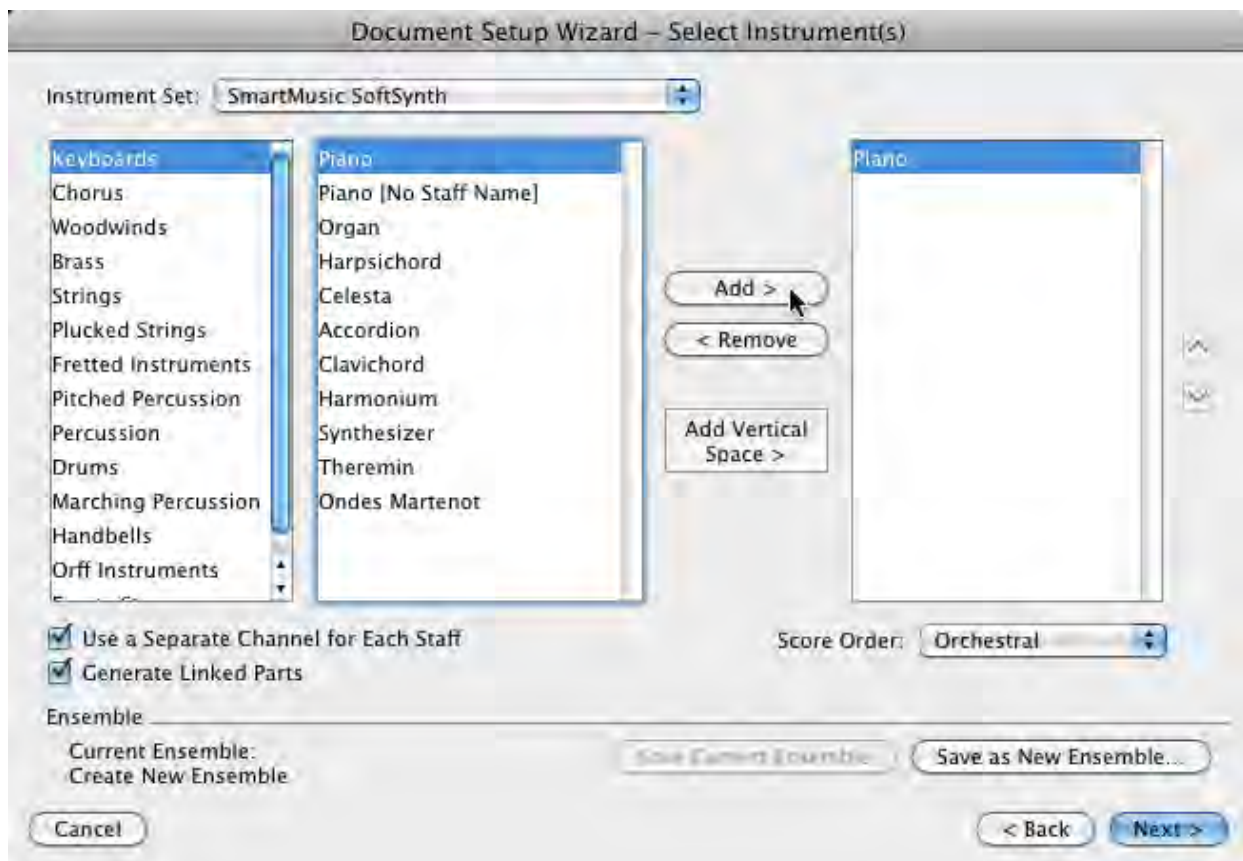 Document Setup Wizard – Select Instrument(s)
Instrument Set: SmartMusic SoftSynth
Keyboards
Chorus
Woodwinds
Brass
Strings
Plucked Strings
Fretted Instruments
Pitched Percussion
Percussion
Drums
Marching Percussion
Handbells
Orff Instruments
Piano
Piano [No Staff Name]
Organ
Harpsichord
Celesta
Accordion
Clavichord
Harmonium
Synthesizer
Theremin
Ondes Martenot
Add >
< Remove
Add Vertical
Space >
Piano
Use a Separate Channel for Each Staff
Generate Linked Parts
Score Order: Orchestral
Ensemble
Current Ensemble:
Create New Ensemble
Save Current Ensemble
Save as New Ensemble...
Cancel
< Back
Next >